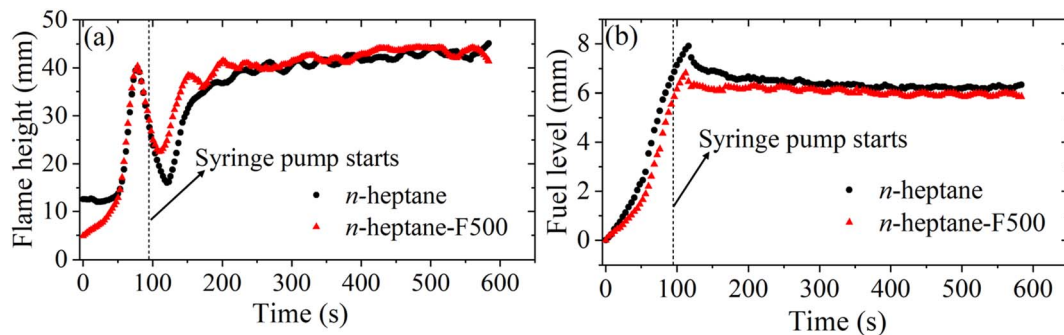 (a)
Flame height (mm)
50
40
30
20
10
0
Syringe pump starts
n-heptane
n-heptane-F500
0 100 200 300 400 500 600
Time (s)
(b)
Fuel level (mm)
8
6
4
2
0
Syringe pump starts
n-heptane
n-heptane-F500
0 100 200 300 400 500 600
Time (s)